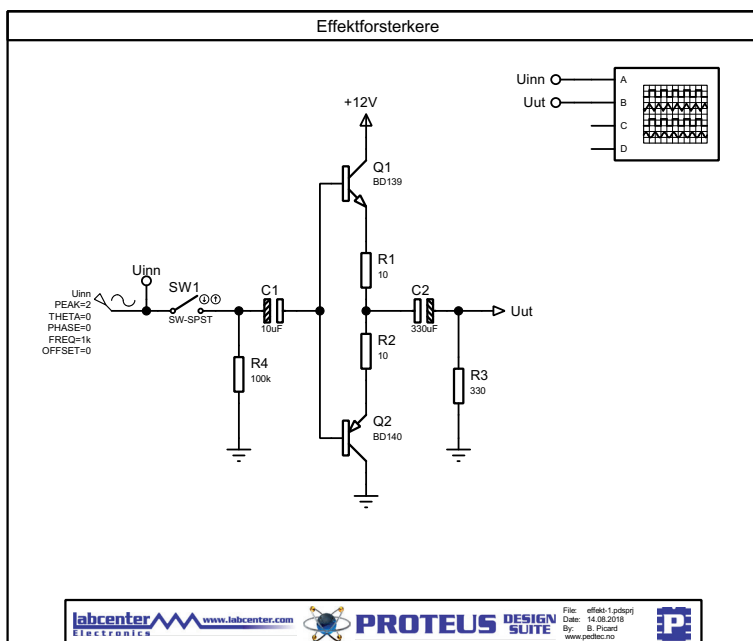 Effektforsterkere
Uinn
Uut
A
B
C
D
+12V
Q1
BD139
Uinn
SW1
SW-SPST
Uinn
PEAK=2
THETA=0
PHASE=0
FREQ=1k
OFFSET=0
C1
10uF
R1
10
C2
330uF
Uut
R4
100k
R2
10
R3
330
Q2
BD140
labcenter
Electronics
www.labcenter.com
PROTEUS DESIGN SUITE
File: effekt-1.pdsprj
Date: 14.08.2018
By: B. Picard
www.pedtec.no
P